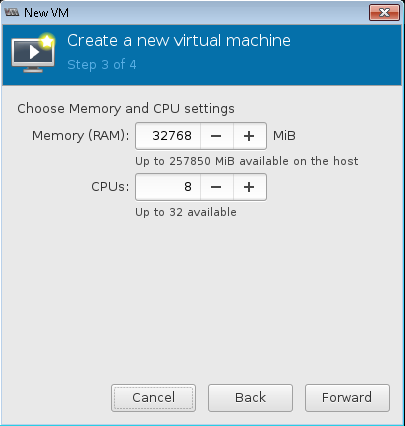 New VM
Create a new virtual machine
Step 3 of 4
Choose Memory and CPU settings
Memory (RAM): 32768 − + MiB
Up to 257850 MiB available on the host
CPUs: 8 − +
Up to 32 available
Cancel Back Forward